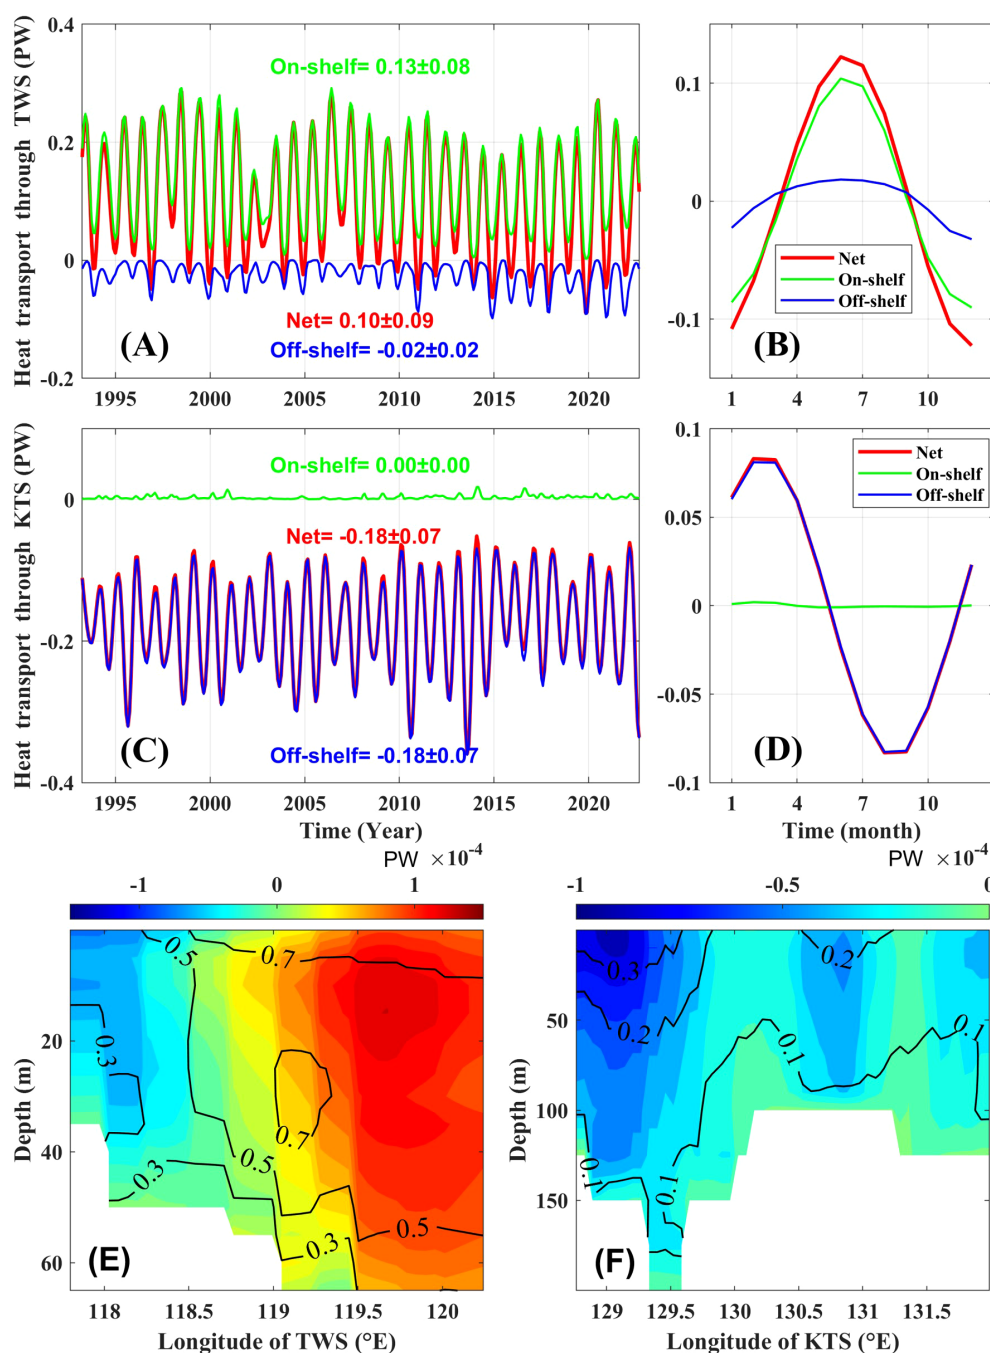 Heat transport through TWS (PW)
0.4
0.2
0
-0.2
On-shelf= 0.13±0.08
Net= 0.10±0.09
Off-shelf= -0.02±0.02
(A)
1995 2000 2005 2010 2015 2020
0.1
0
-0.1
Net
On-shelf
Off-shelf
(B)
1 4 7 10
Heat transport through KTS (PW)
0
-0.2
-0.4
On-shelf= 0.00±0.00
Net= -0.18±0.07
Off-shelf= -0.18±0.07
(C)
1995 2000 2005 2010 2015 2020
Time (Year)
0.1
0.05
0
-0.05
-0.1
Net
On-shelf
Off-shelf
(D)
1 4 7 10
Time (month)
PW ×10-4
-1 0 1
Depth (m)
20
40
60
0.5
0.7
0.3
0.7
0.5
0.3
0.5
0.3
(E)
118 118.5 119 119.5 120
Longitude of TWS (°E)
PW ×10-4
-1 -0.5 0
Depth (m)
50
100
150
0.3
0.2
0.2
0.1
0.1
0.1
0.1
(F)
129 129.5 130 130.5 131 131.5
Longitude of KTS (°E)